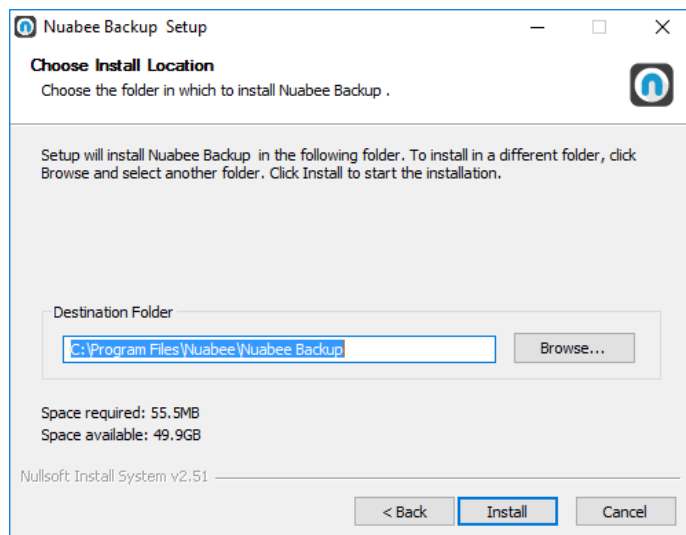 Nuabee Backup  Setup
Choose Install Location
Choose the folder in which to install Nuabee Backup .
Setup will install Nuabee Backup  in the following folder. To install in a different folder, click
Browse and select another folder. Click Install to start the installation.
Destination Folder
C:\Program Files\Nuabee\Nuabee Backup
Browse...
Space required: 55.5MB
Space available: 49.9GB
Nullsoft Install System v2.51
< Back
Install
Cancel